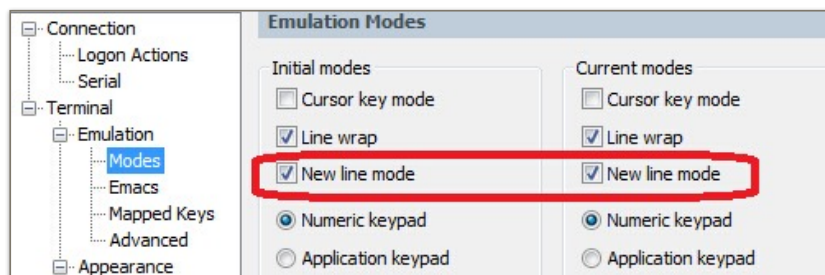 Connection
Logon Actions
Serial
Terminal
Emulation
Modes
Emacs
Mapped Keys
Advanced
Appearance
Emulation Modes
Initial modes
Cursor key mode
Line wrap
New line mode
Numeric keypad
Application keypad
Current modes
Cursor key mode
Line wrap
New line mode
Numeric keypad
Application keypad